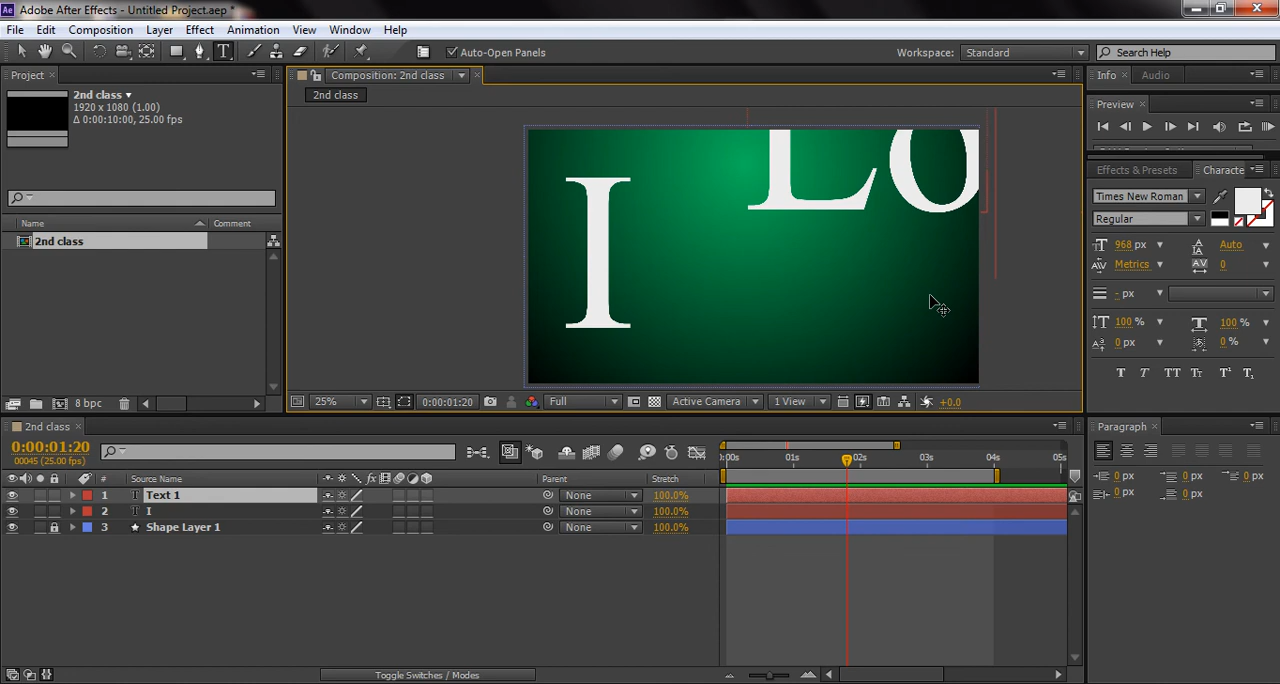 Adobe After Effects - Untitled Project.aep *
File Edit Composition Layer Effect Animation View Window Help
Auto-Open Panels
Workspace: Standard
Search Help
Project
2nd class
1920 x 1080 (1.00)
Δ 0:00:10:00, 25.00 fps
Name Comment
2nd class
8 bpc
Composition: 2nd class
2nd class
I
Lo
25%
0:00:01:20
Full
Active Camera
1 View
+0.0
Info Audio
Preview
Effects & Presets
Characte
Times New Roman
Regular
968 px
Auto
Metrics
0
- px
100 %
100 %
0 px
0 %
T T TT Tt T¹ T₁
Paragraph
0 px 0 px 0 px
0 px 0 px
2nd class
0:00:01:20
00045 (25.00 fps)
# Source Name Parent Stretch
1 T Text 1 None 100.0%
2 T I None 100.0%
3 Shape Layer 1 None 100.0%
:00s 01s 02s 03s 04s 05s
Toggle Switches / Modes